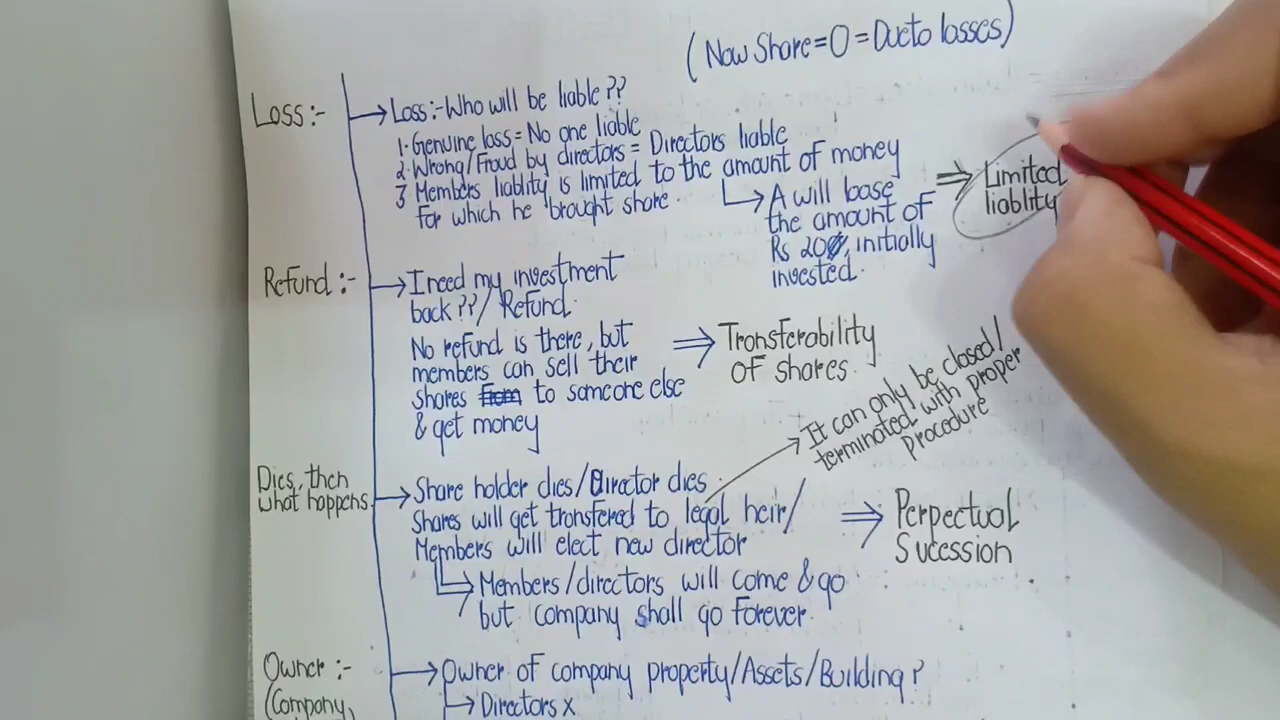 (Now Share=0=Due to losses)
Loss:-
Loss:-Who will be liable??
1. Genuine loss = No one liable
2. Wrong/Fraud by directors = Directors liable
3 Members liablity is limited to the amount of money
for which he brought share.
A will lose
the amount of
Rs 200, initially
invested.
Limited
liablity
Refund:-
I need my investment
back??/Refund.
No refund is there, but
members can sell their
shares from to someone else
& get money
Transferability
of shares.
It can only be closed/
terminated with proper
procedure
Dies, then
what happens
Share holder dies/Director dies.
Shares will get transfered to legal heir/
Members will elect new director
Perpectual
Sucession
Members/directors will come & go
but company shall go forever.
Owner:-
(Company,
Owner of company property/Assets/Building?
Directors x